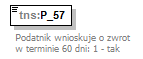 tns:P_57
Podatnik wnioskuje o zwrot
w terminie 60 dni: 1 - tak